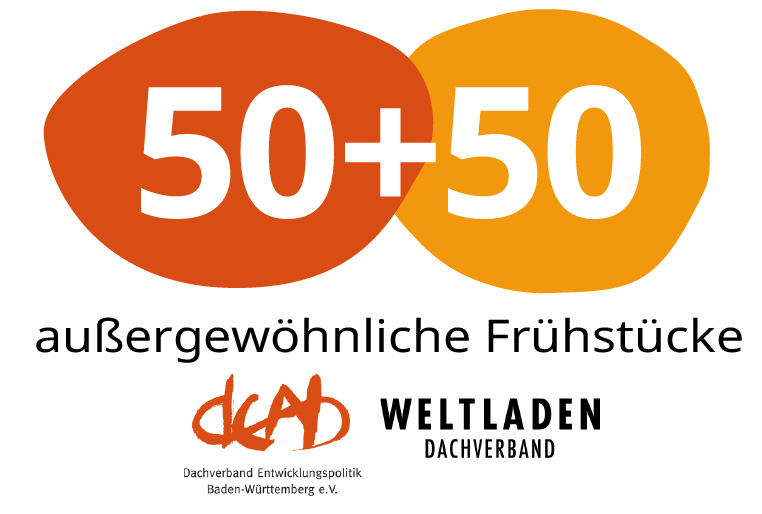 50+50
außergewöhnliche Frühstücke
dEAb
WELTLADEN
DACHVERBAND
Dachverband Entwicklungspolitik
Baden-Württemberg e.V.